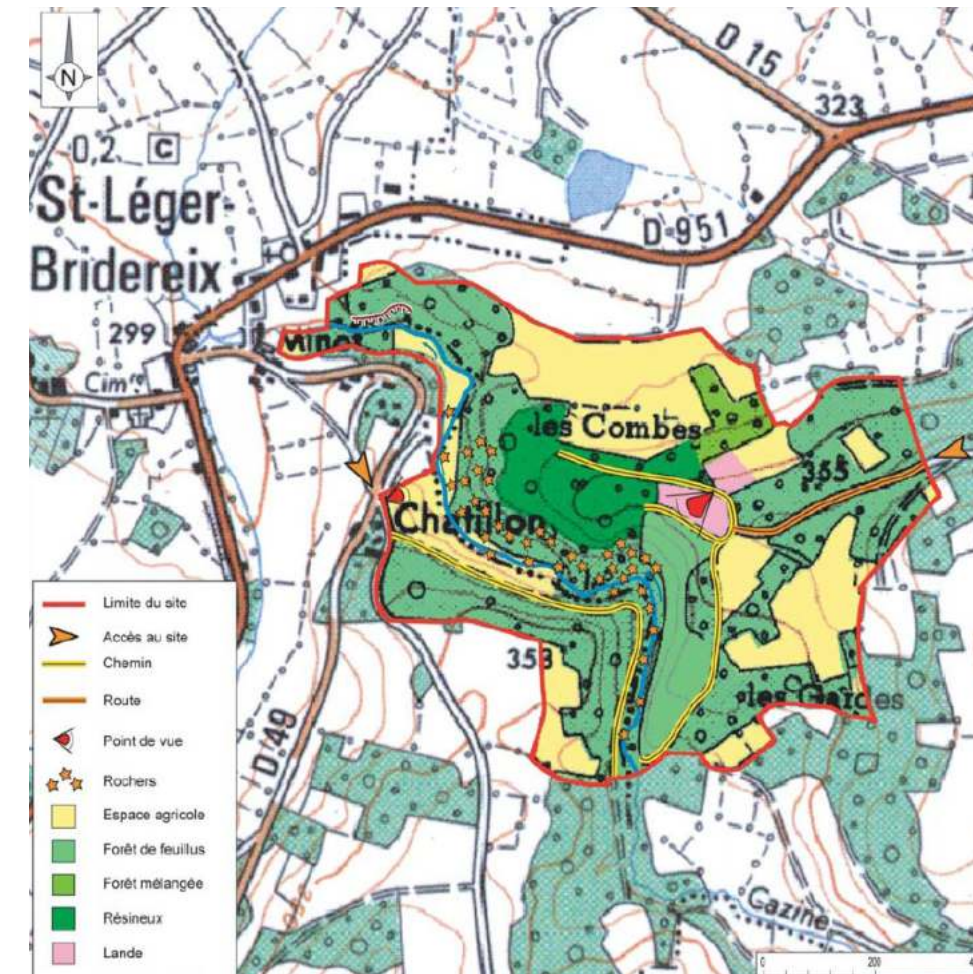 N
D 15
323
0,2 C
St-Léger-
Bridereix
D 951
299
Cim.re
les Combes
355
Chatillon
353
les Gardes
D 49
Cazine
Limite du site
Accès au site
Chemin
Route
Point de vue
Rochers
Espace agricole
Forêt de feuillus
Forêt mélangée
Résineux
Lande
0 200